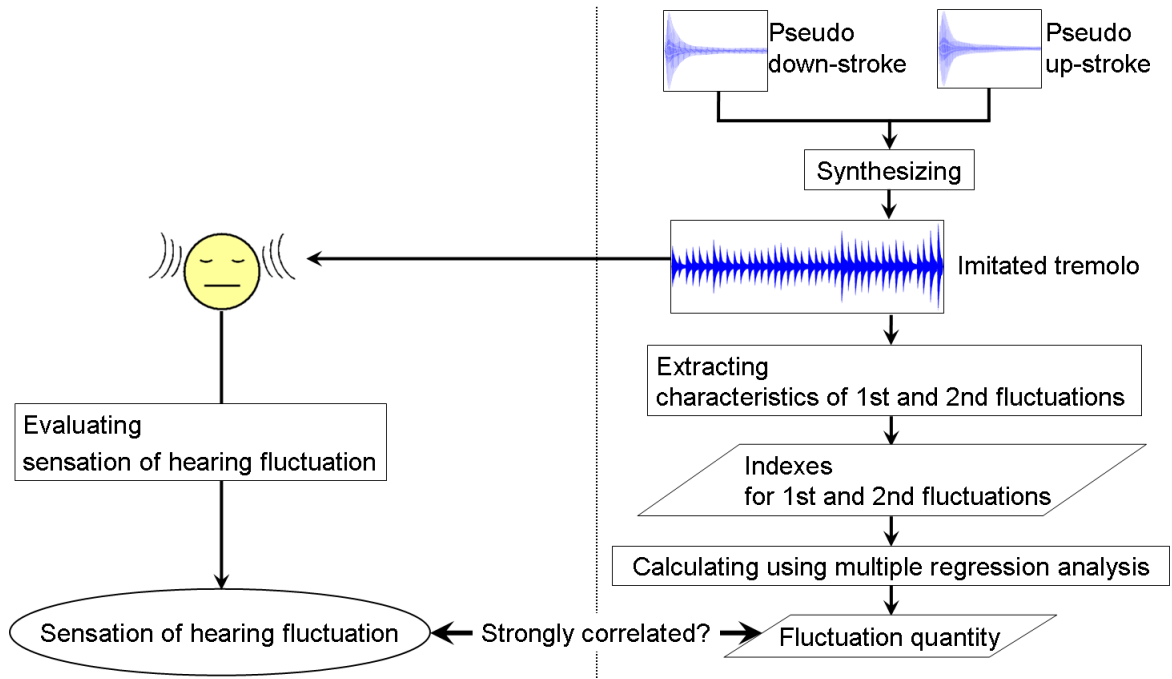 Pseudo
down-stroke
Pseudo
up-stroke
Synthesizing
Imitated tremolo
Extracting
characteristics of 1st and 2nd fluctuations
Evaluating
sensation of hearing fluctuation
Indexes
for 1st and 2nd fluctuations
Calculating using multiple regression analysis
Sensation of hearing fluctuation
Strongly correlated?
Fluctuation quantity